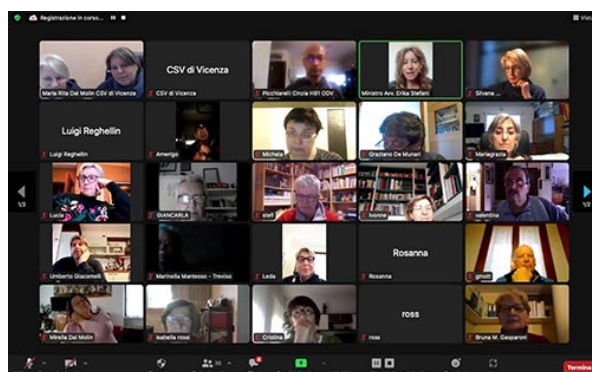 Registrazione in corso...
Vista
CSV di Vicenza
Maria Rita Dal Molin CSV di Vicenza
CSV di Vicenza
Picchiarelli Cinzia H81 ODV
Ministro Avv. Erika Stefani
Silvana ...
Luigi Reghellin
Luigi Reghellin
Amerigo
Michela
Graziano De Munari
Mariagrazia
1/2
1/2
Lucia
GIANCARLA
stefi
Ivonne
valentina
Rosanna
Umberto Giacomelli
Marinella Mantesso - Treviso
Leda
Rosanna
gmott
ross
Mirella Dal Molin
isabella rossi
Cristina
ross
Bruna M. Gasparoni
Termina